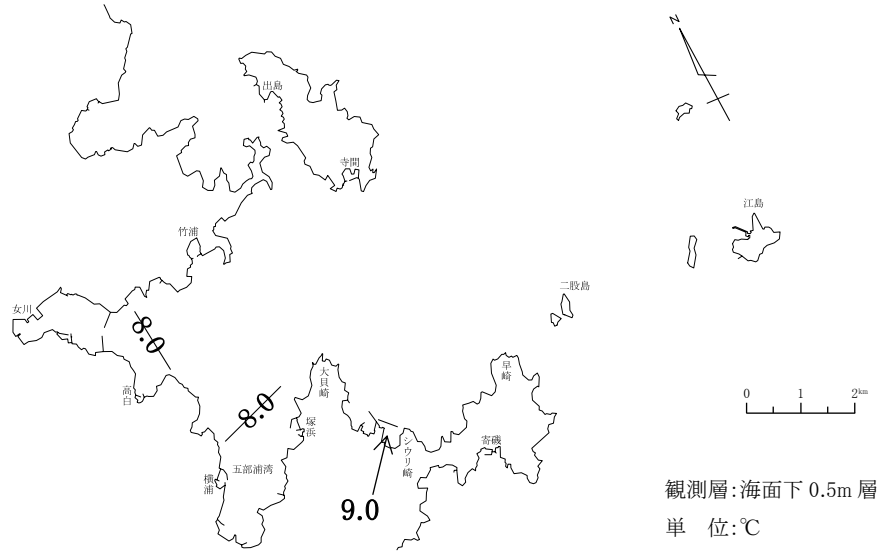 N
出島
寺間
江島
竹浦
二股島
女川
8.0
大貝崎
早崎
高白
8.0
0 1 2km
塚浜
シウリ崎
寄磯
横浦
五部浦湾
9.0
観測層:海面下 0.5m 層
単 位:℃